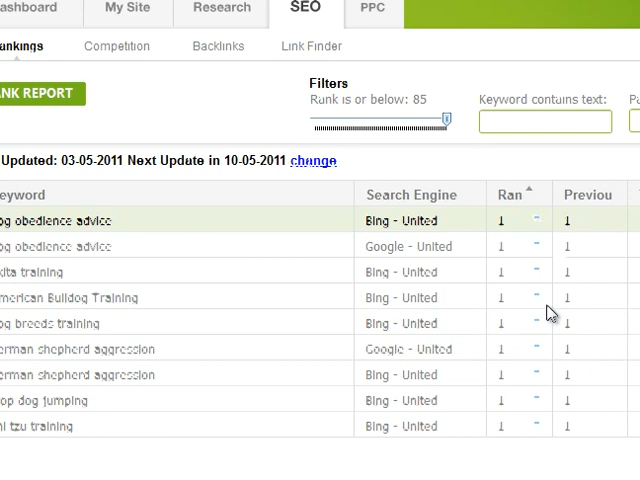 ashboard My Site Research SEO PPC
ankings Competition Backlinks Link Finder
NK REPORT
Filters
Rank is or below: 85
Keyword contains text:
Updated: 03-05-2011 Next Update in 10-05-2011 change
eyword Search Engine Ran Previou
og obedience advice Bing - United 1 - 1
og obedience advice Google - United 1 - 1
kita training Bing - United 1 - 1
merican Bulldog Training Bing - United 1 - 1
og breeds training Bing - United 1 - 1
erman shepherd aggression Google - United 1 - 1
erman shepherd aggression Bing - United 1 - 1
op dog jumping Bing - United 1 - 1
hi tzu training Bing - United 1 - 1